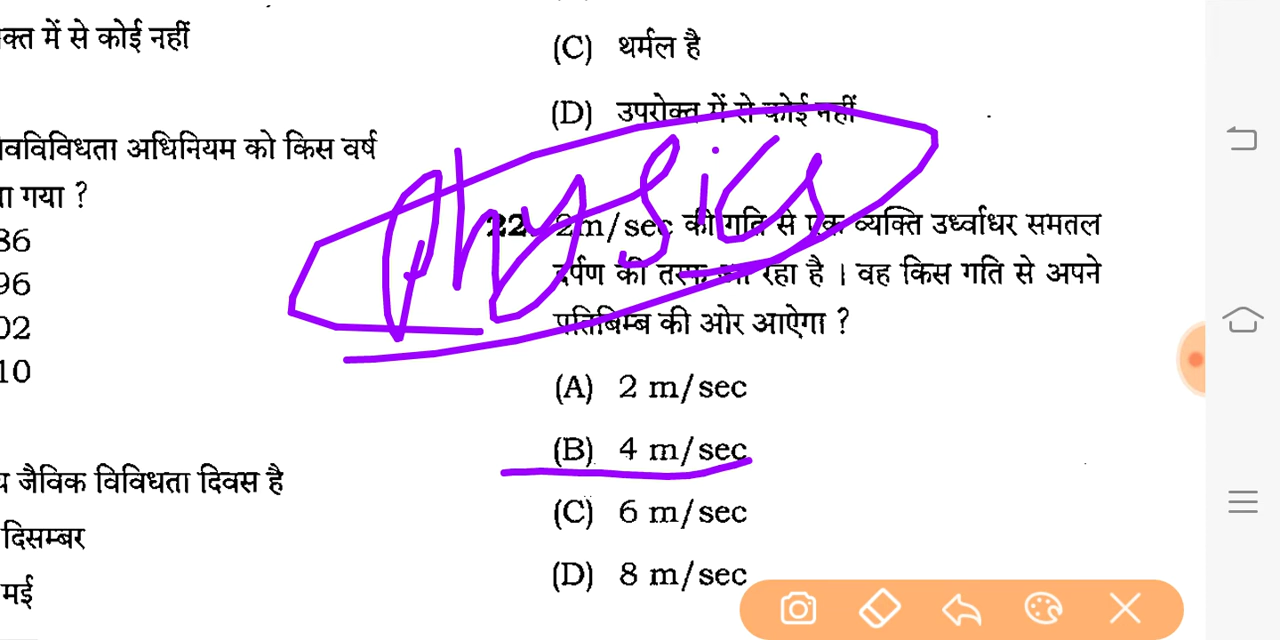 क्त में से कोई नहीं
वविविधता अधिनियम को किस वर्ष
ा गया ?
86
96
02
10
जैविक विविधता दिवस है
दिसम्बर
मई
(C) थर्मल है
(D) उपरोक्त में से कोई नहीं
Physics
22. 2m/sec की गति से एक व्यक्ति उर्ध्वाधर समतल
दर्पण की तरफ आ रहा है । वह किस गति से अपने
प्रतिबिम्ब की ओर आऐगा ?
(A) 2 m/sec
(B) 4 m/sec
(C) 6 m/sec
(D) 8 m/sec